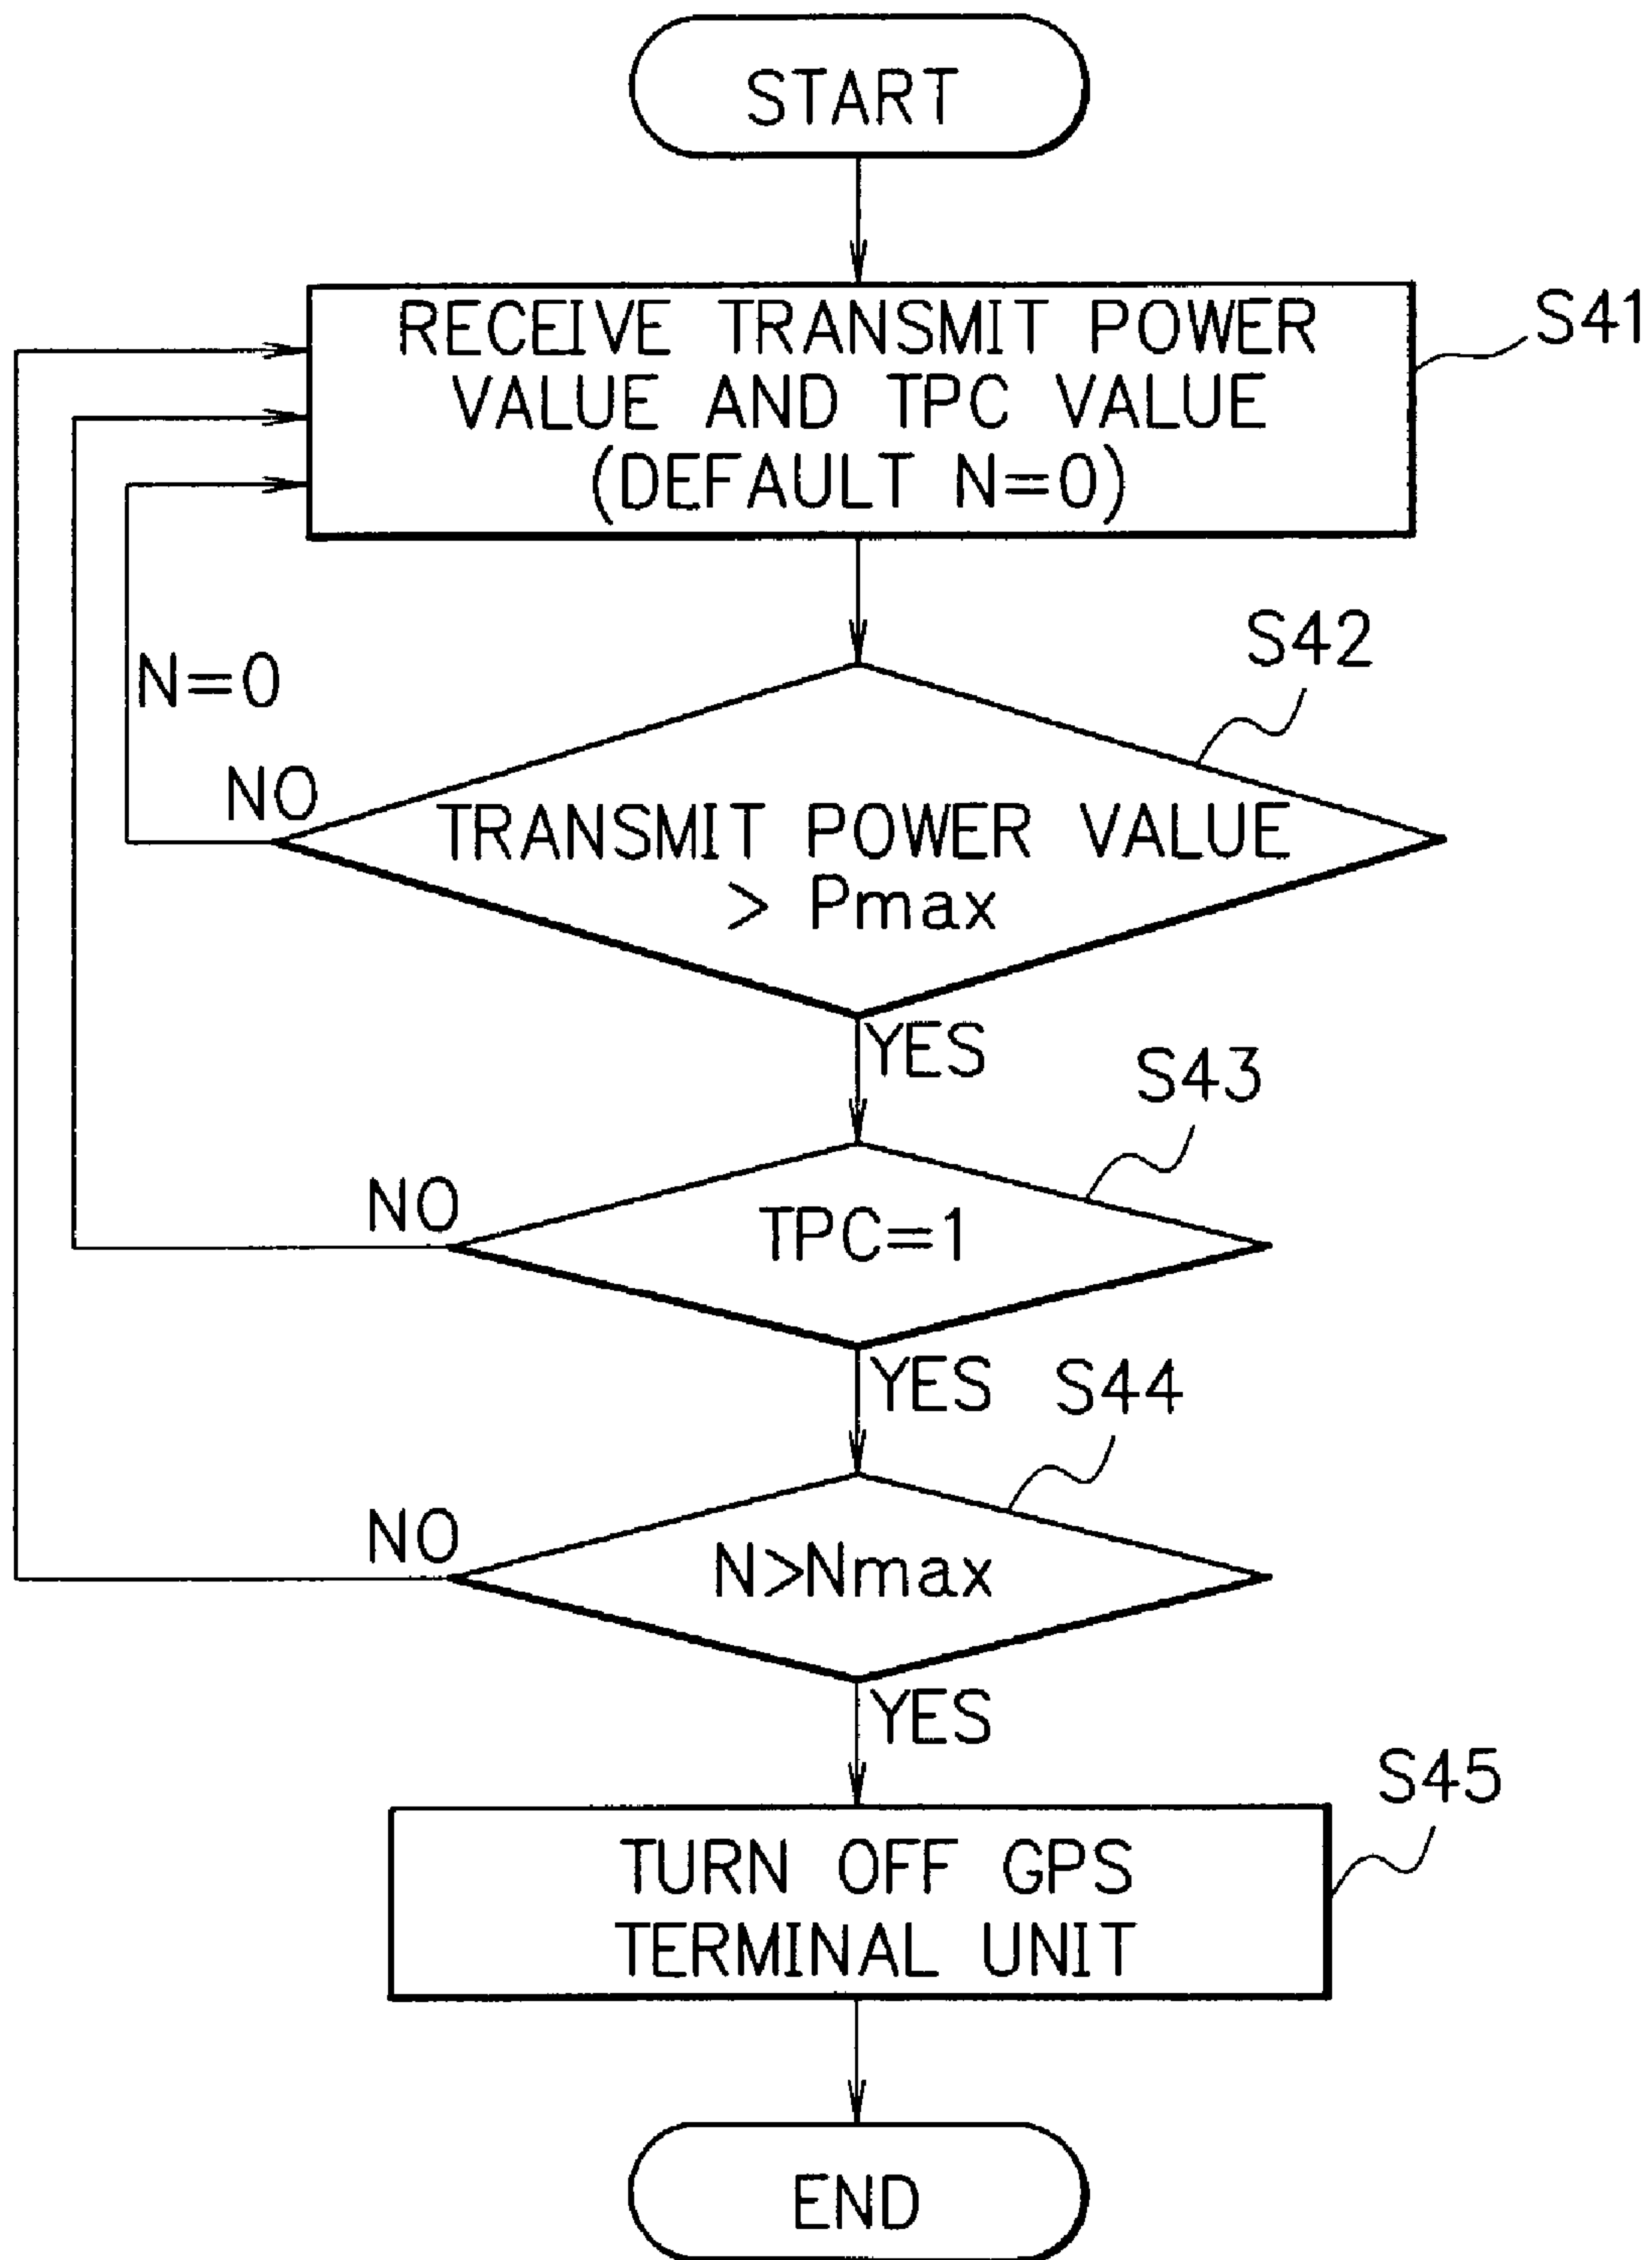 START
RECEIVE TRANSMIT POWER
VALUE AND TPC VALUE
(DEFAULT N=0)
S41
S42
N=0
NO
TRANSMIT POWER VALUE
> Pmax
YES
S43
NO
TPC=1
YES
S44
NO
N>Nmax
YES
S45
TURN OFF GPS
TERMINAL UNIT
END